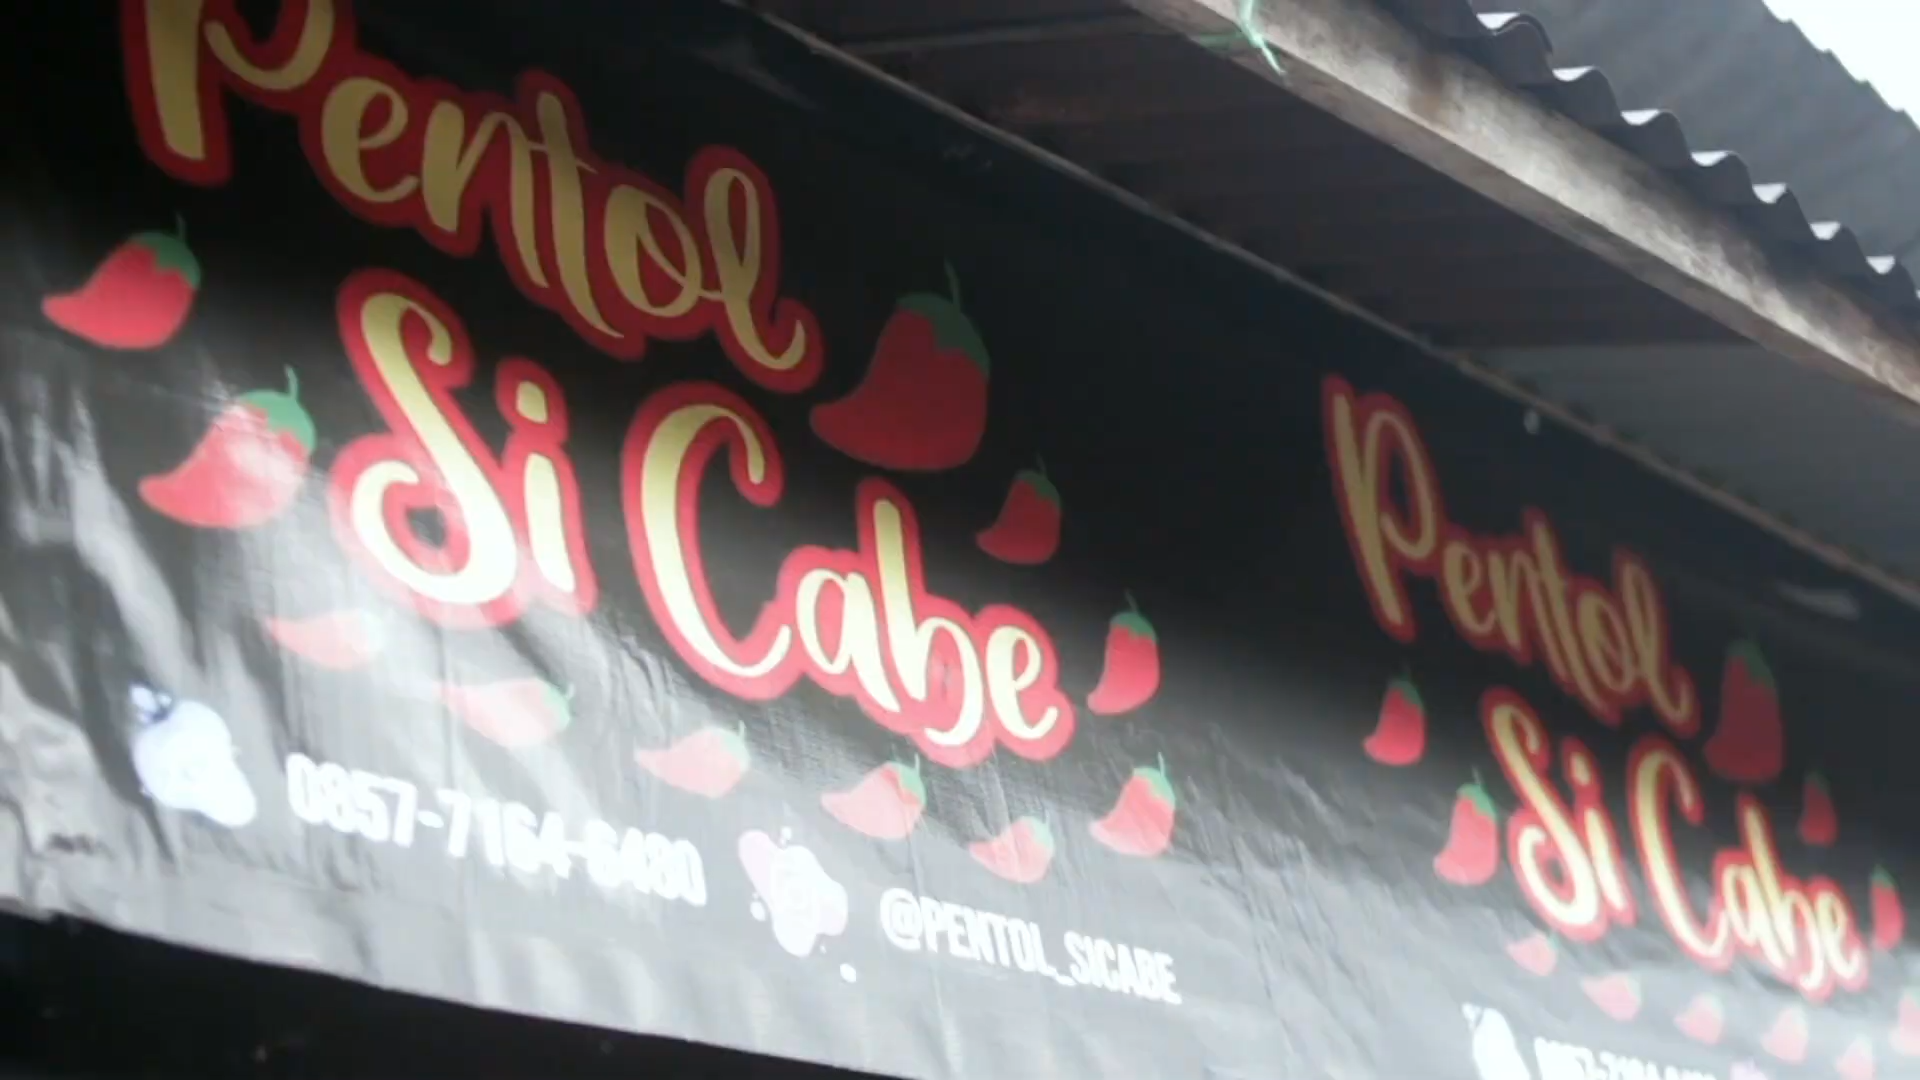 Pentol
Si Cabe
0857-7164-6480
@PENTOL_SICABE
Pentol
Si Cabe